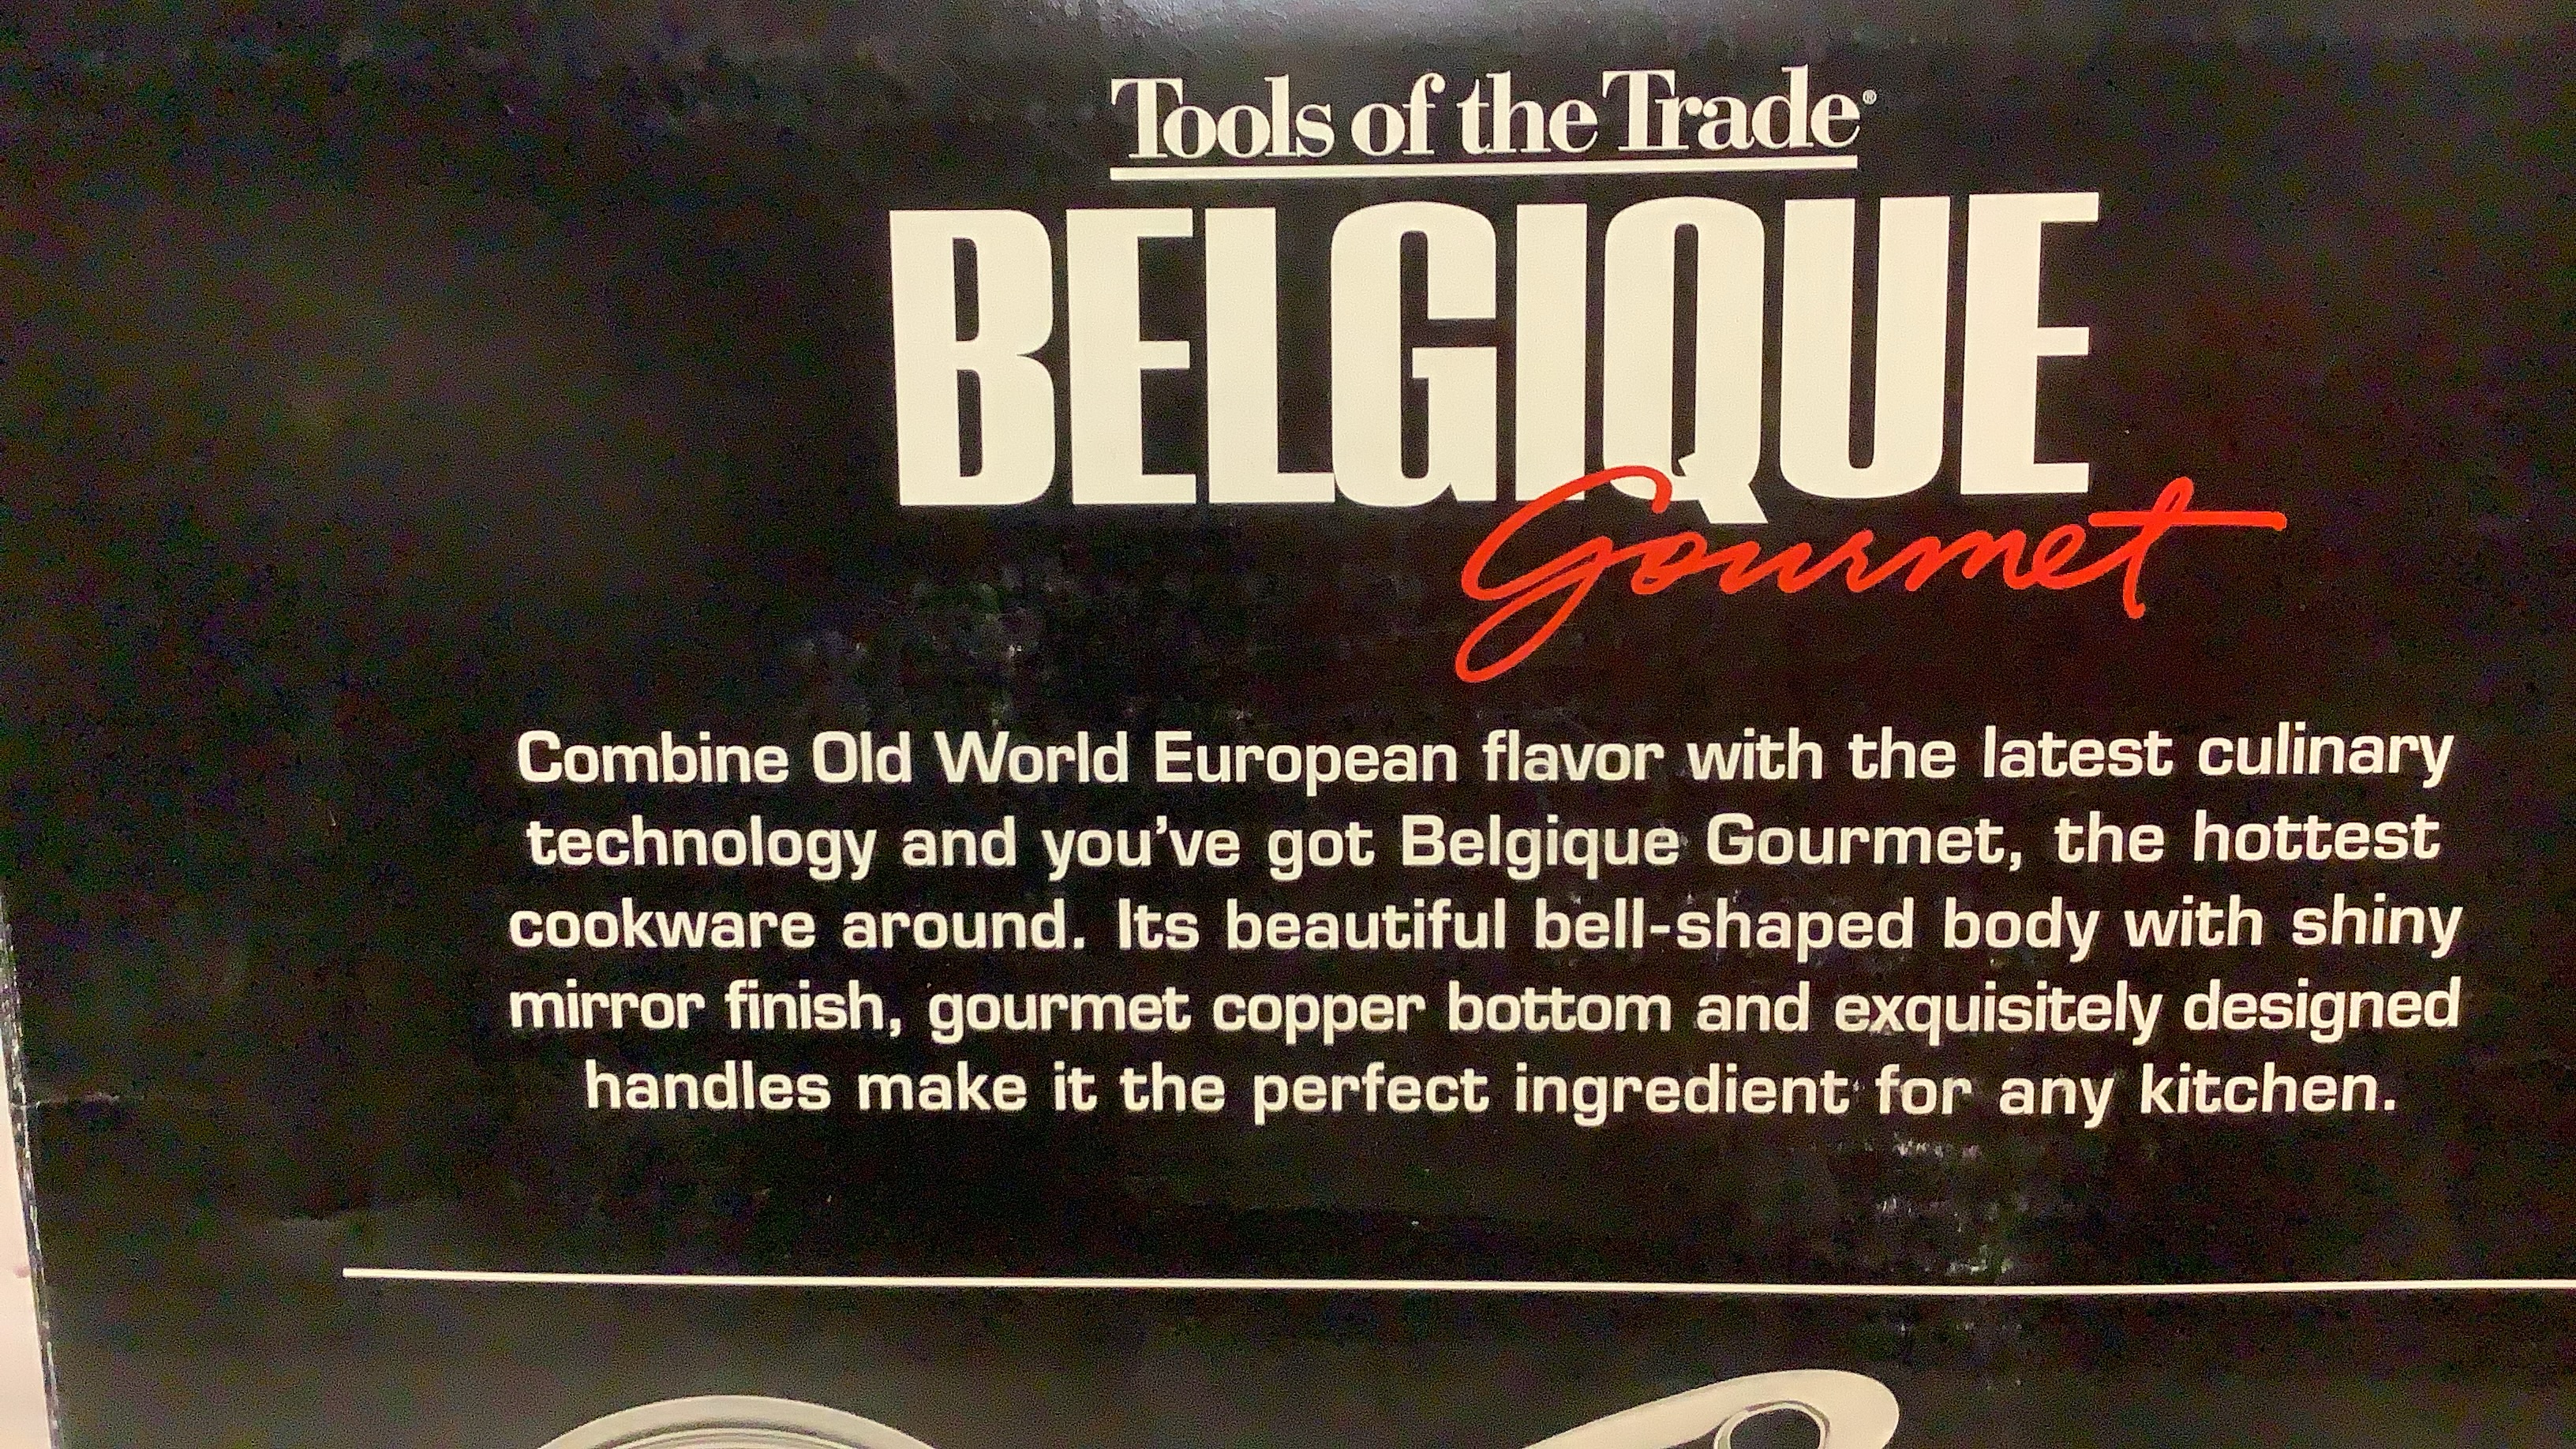 Tools of the Trade®
BELGIQUE
Gourmet
Combine Old World European flavor with the latest culinary
technology and you've got Belgique Gourmet, the hottest
cookware around. Its beautiful bell-shaped body with shiny
mirror finish, gourmet copper bottom and exquisitely designed
handles make it the perfect ingredient for any kitchen.